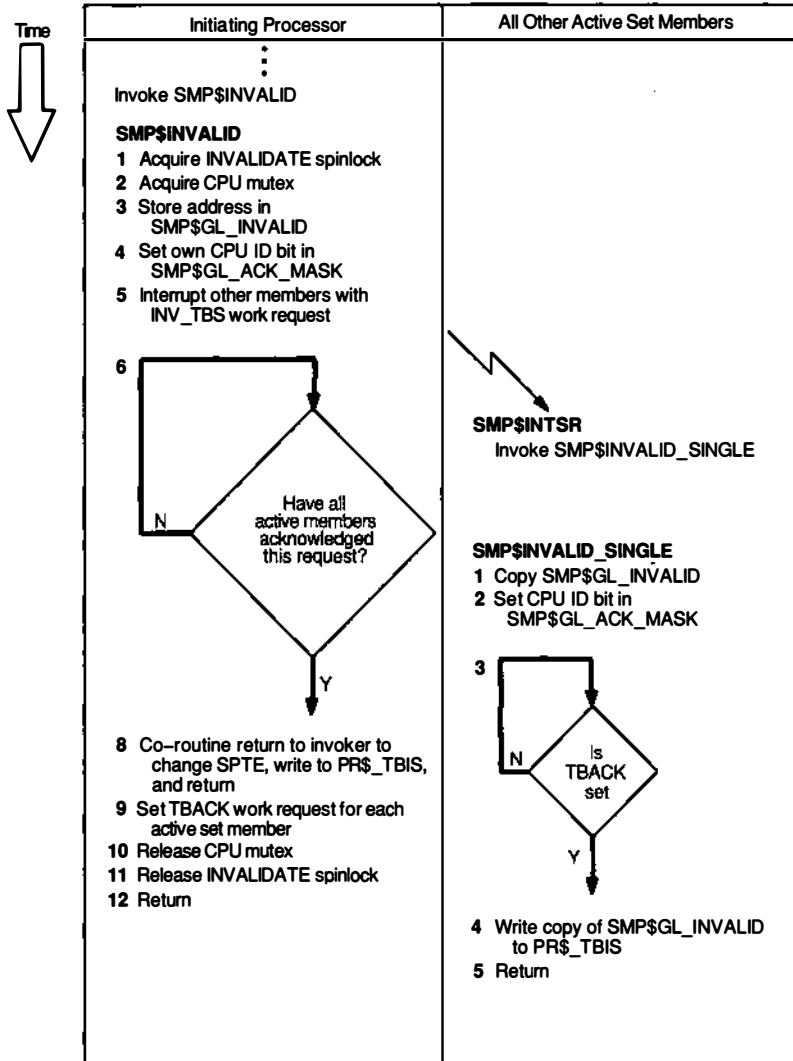 Time
Initiating Processor
All Other Active Set Members
Invoke SMP$INVALID
SMP$INVALID
1 Acquire INVALIDATE spinlock
2 Acquire CPU mutex
3 Store address in
SMP$GL_INVALID
4 Set own CPU ID bit in
SMP$GL_ACK_MASK
5 Interrupt other members with
INV_TBS work request
6
Have all
active members
acknowledged
this request?
N
Y
8 Co-routine return to invoker to
change SPTE, write to PR$_TBIS,
and return
9 Set TBACK work request for each
active set member
10 Release CPU mutex
11 Release INVALIDATE spinlock
12 Return
SMP$INTSR
Invoke SMP$INVALID_SINGLE
SMP$INVALID_SINGLE
1 Copy SMP$GL_INVALID
2 Set CPU ID bit in
SMP$GL_ACK_MASK
3
Is
TBACK
set
N
Y
4 Write copy of SMP$GL_INVALID
to PR$_TBIS
5 Return